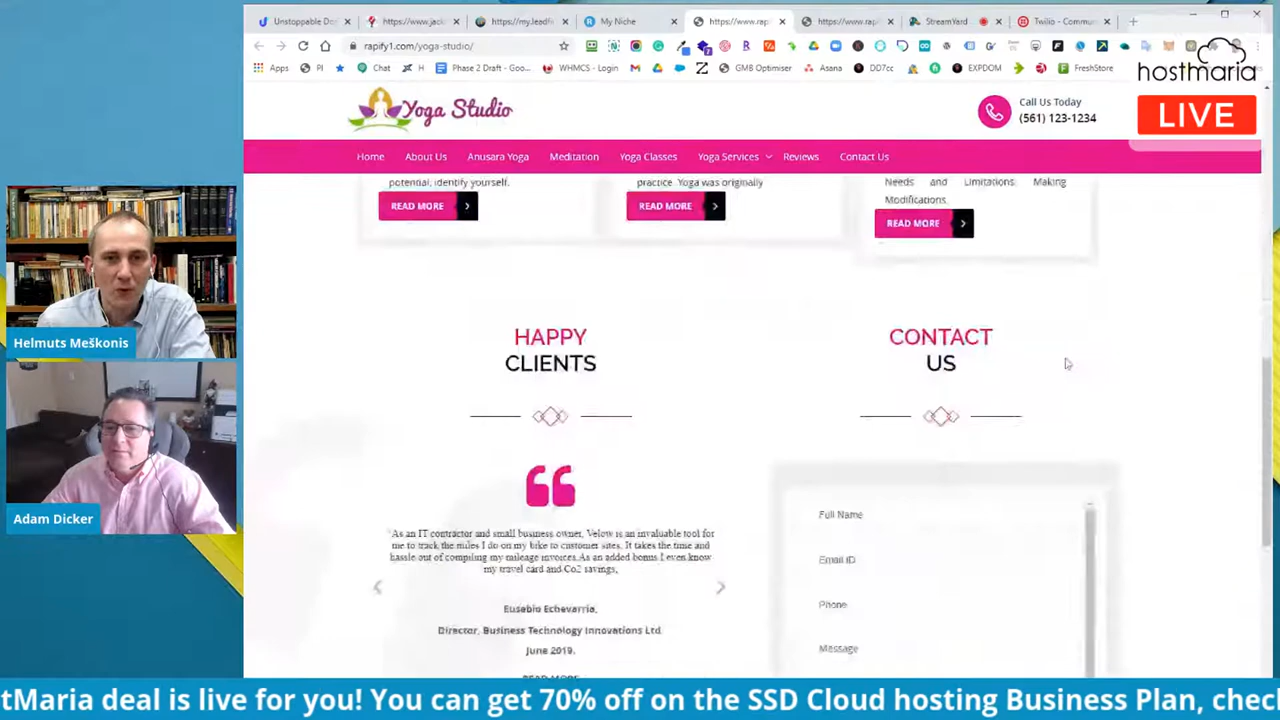 Unstoppable Do
https://www.jack
https://my.leadf
My Niche
https://www.rap
https://www.rap
StreamYard
Twilio - Commu
rapify1.com/yoga-studio/
Apps
PI
Chat
H
Phase 2 Draft - Goo...
WHMCS - Login
GMB Optimiser
Asana
DD7cc
EXPDOM
FreshStore
hostmaria
LIVE
Yoga Studio
Call Us Today
(561) 123-1234
Home
About Us
Anusara Yoga
Meditation
Yoga Classes
Yoga Services
Reviews
Contact Us
potential, identify yourself.
READ MORE
practice. Yoga was originally
READ MORE
Needs and Limitations Making
Modifications.
READ MORE
HAPPY
CLIENTS
CONTACT
US
"As an IT contractor and small business owner, Velow is an invaluable tool for
me to track the miles I do on my bike to customer sites. It takes the time and
hassle out of compiling my mileage invoices.As an added bonus I even know
my travel card and Co2 savings,
Eusebio Echevarria,
Director, Business Technology Innovations Ltd
June 2019.
READ MORE
Full Name
Email ID
Phone
Message
Helmuts Meškonis
Adam Dicker
tMaria deal is live for you! You can get 70% off on the SSD Cloud hosting Business Plan, chec